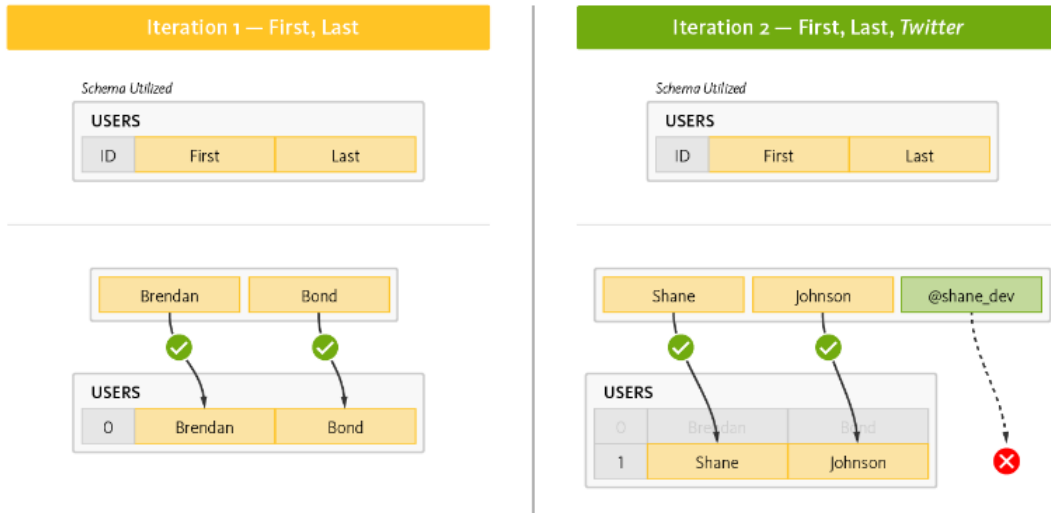 Iteration 1 — First, Last
Schema Utilized
USERS
ID First Last
Brendan Bond
USERS
0 Brendan Bond
Iteration 2 — First, Last, Twitter
Schema Utilized
USERS
ID First Last
Shane Johnson @shane_dev
USERS
0 Brendan Bond
1 Shane Johnson